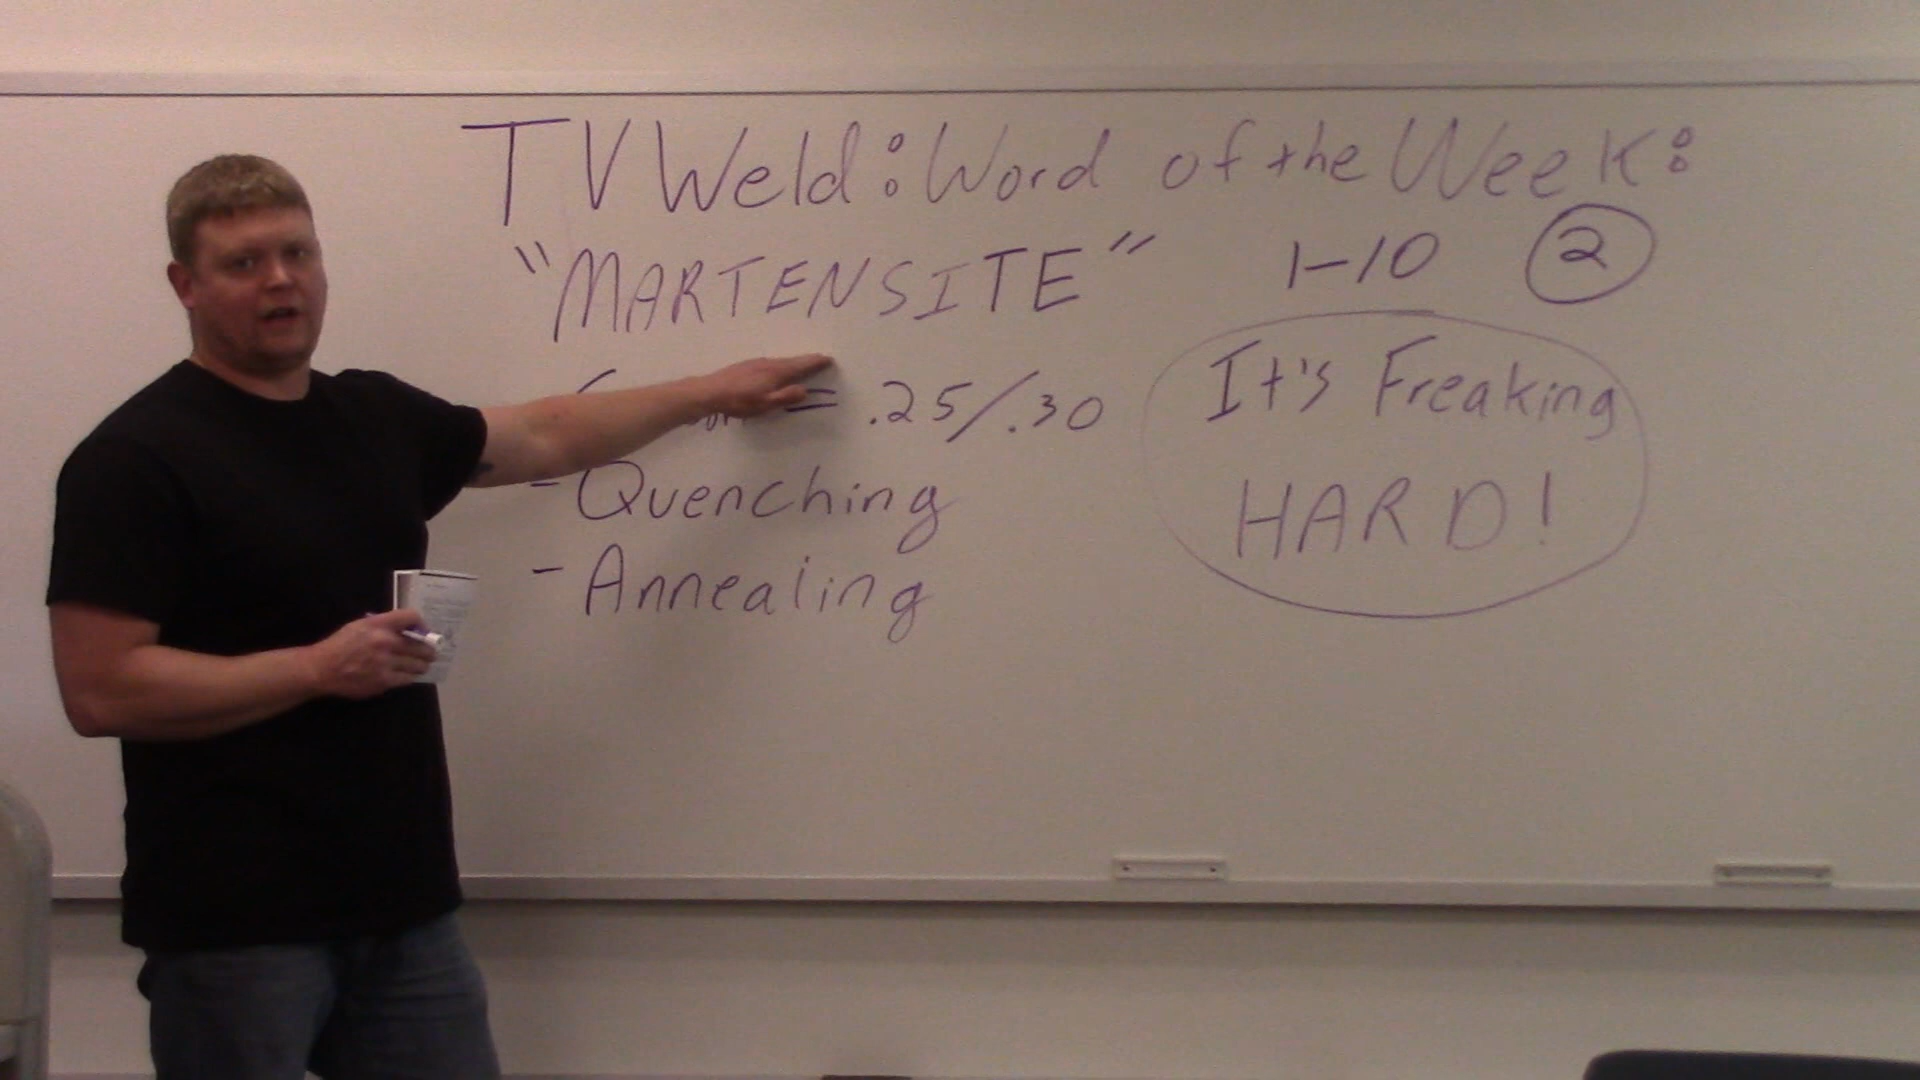 TV Weld: Word of the Week:
"MARTENSITE" 1-10 2
= .25/.30
- Quenching
- Annealing
It's Freaking
HARD!